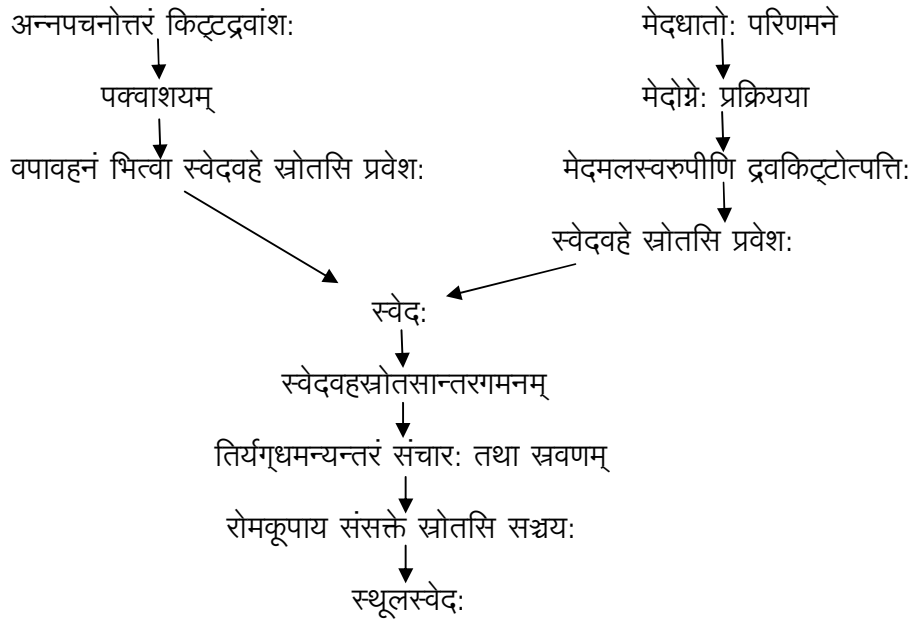 अन्नपचनोत्तरं किट्टद्रवांश:
मेदधातो: परिणमने
पक्वाशयम्
मेदोग्ने: प्रक्रियया
वपावहनं भित्वा स्वेदवहे स्रोतसि प्रवेश:
मेदमलस्वरुपीणि द्रवकिट्टोत्पत्ति:
स्वेदवहे स्रोतसि प्रवेश:
स्वेद:
स्वेदवहस्रोतसान्तरगमनम्
तिर्यग्धमन्यन्तरं संचार: तथा स्रवणम्
रोमकूपाय संसक्ते स्रोतसि सञ्चय:
स्थूलस्वेद: